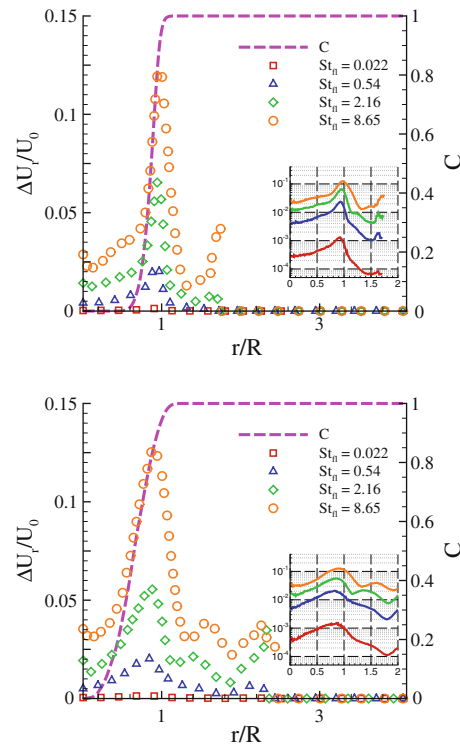 0.15
0.1
0.05
0
ΔU_r/U_0
1
3
r/R
1
0.8
0.6
0.4
0.2
0
C
C
St_fl = 0.022
St_fl = 0.54
St_fl = 2.16
St_fl = 8.65
10^-1
10^-2
10^-3
10^-4
0 0.5 1 1.5 2
0.15
0.1
0.05
0
ΔU_r/U_0
1
3
r/R
1
0.8
0.6
0.4
0.2
0
C
C
St_fl = 0.022
St_fl = 0.54
St_fl = 2.16
St_fl = 8.65
10^-1
10^-2
10^-3
10^-4
0 0.5 1 1.5 2